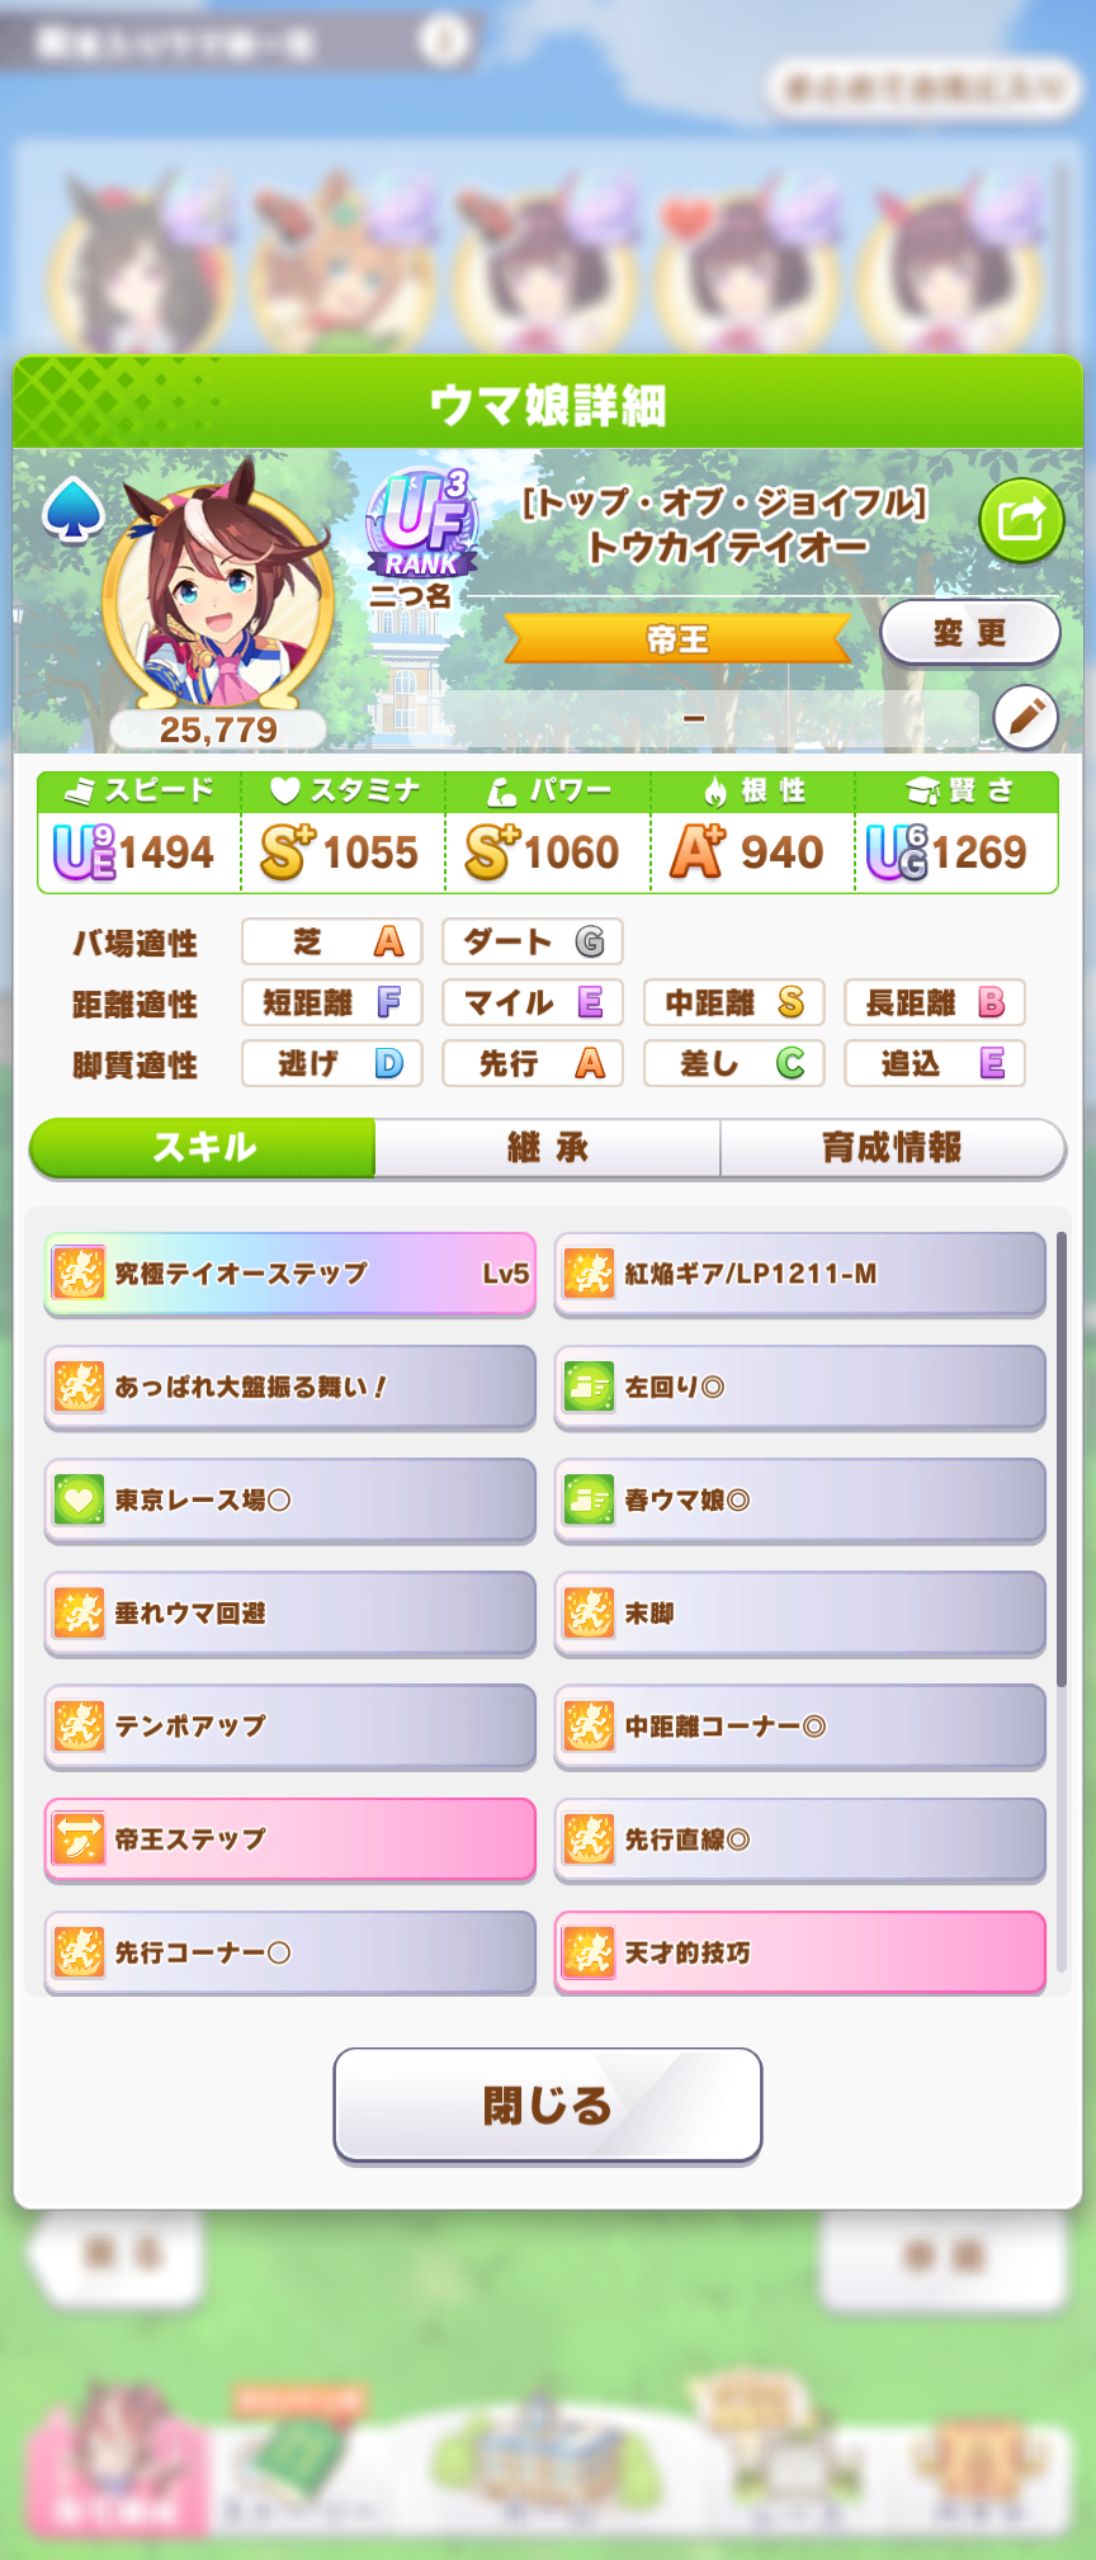 ウマ娘詳細
UF3
RANK
[トップ・オブ・ジョイフル]
トウカイテイオー
二つ名
帝王
変更
25,779
–
スピード スタミナ パワー 根性 賢さ
UE9 1494 S+ 1055 S+ 1060 A+ 940 UG6 1269
バ場適性 芝 A ダート G
距離適性 短距離 F マイル E 中距離 S 長距離 B
脚質適性 逃げ D 先行 A 差し C 追込 E
スキル 継承 育成情報
究極テイオーステップ Lv5 紅焔ギア/LP1211-M
あっぱれ大盤振る舞い! 左回り◎
東京レース場○ 春ウマ娘◎
垂れウマ回避 末脚
テンポアップ 中距離コーナー◎
帝王ステップ 先行直線◎
先行コーナー○ 天才的技巧
閉じる